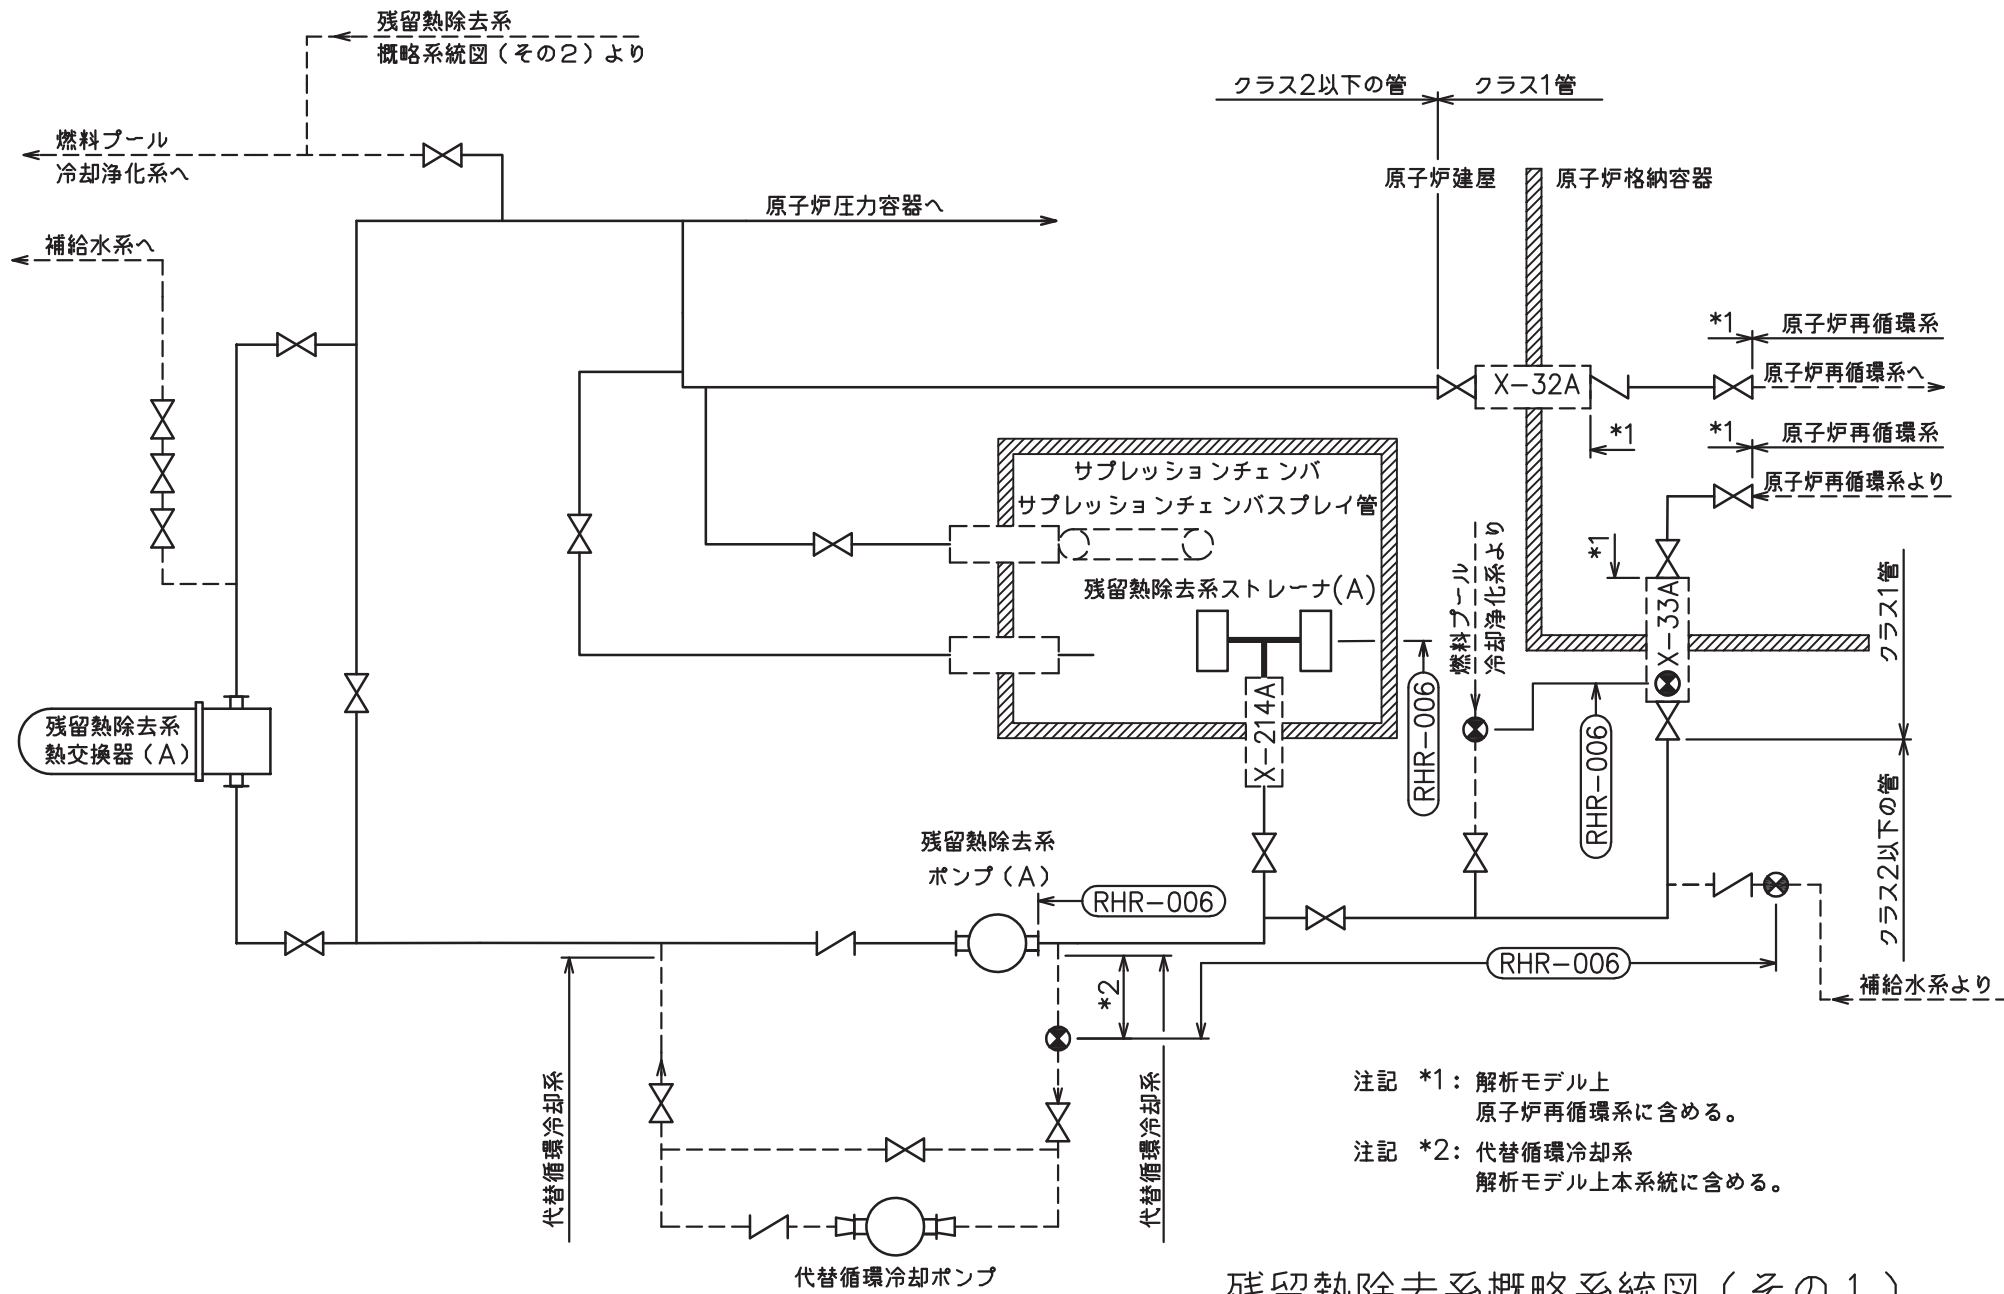 残留熱除去系
概略系統図（その２）より
クラス2以下の管
クラス1管
燃料プール
冷却浄化系へ
原子炉建屋
原子炉格納容器
原子炉圧力容器へ
補給水系へ
*1
原子炉再循環系
原子炉再循環系へ
X-32A
*1
*1
原子炉再循環系
原子炉再循環系より
サプレッションチェンバ
サプレッションチェンバスプレイ管
残留熱除去系ストレーナ(A)
燃料プール
冷却浄化系より
*1
X-33A
クラス1管
クラス2以下の管
X-214A
RHR-006
RHR-006
残留熱除去系
熱交換器（A）
残留熱除去系
ポンプ（A）
RHR-006
RHR-006
*2
補給水系より
代替循環冷却系
代替循環冷却系
代替循環冷却ポンプ
注記 *1：解析モデル上
原子炉再循環系に含める。
注記 *2：代替循環冷却系
解析モデル上本系統に含める。
残留熱除去系概略系統図（その１）